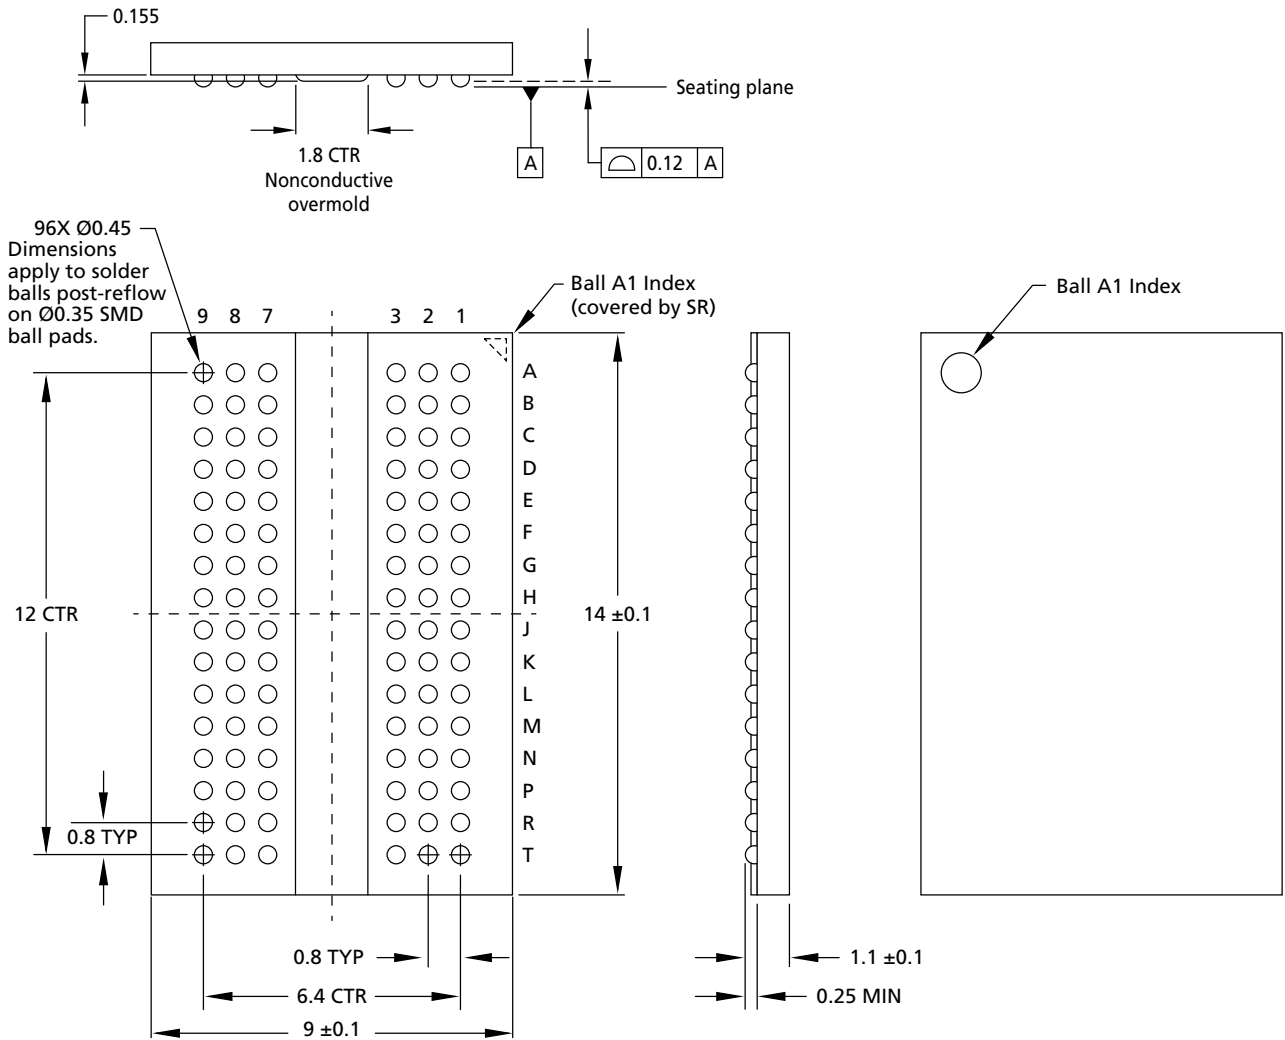 0.155
Seating plane
1.8 CTR
Nonconductive
overmold
A
0.12 A
96X Ø0.45
Dimensions
apply to solder
balls post-reflow
on Ø0.35 SMD
ball pads.
Ball A1 Index
(covered by SR)
Ball A1 Index
9 8 7 3 2 1
A
B
C
D
E
F
G
H
J
K
L
M
N
P
R
T
12 CTR
14 ±0.1
0.8 TYP
0.8 TYP
1.1 ±0.1
6.4 CTR
0.25 MIN
9 ±0.1